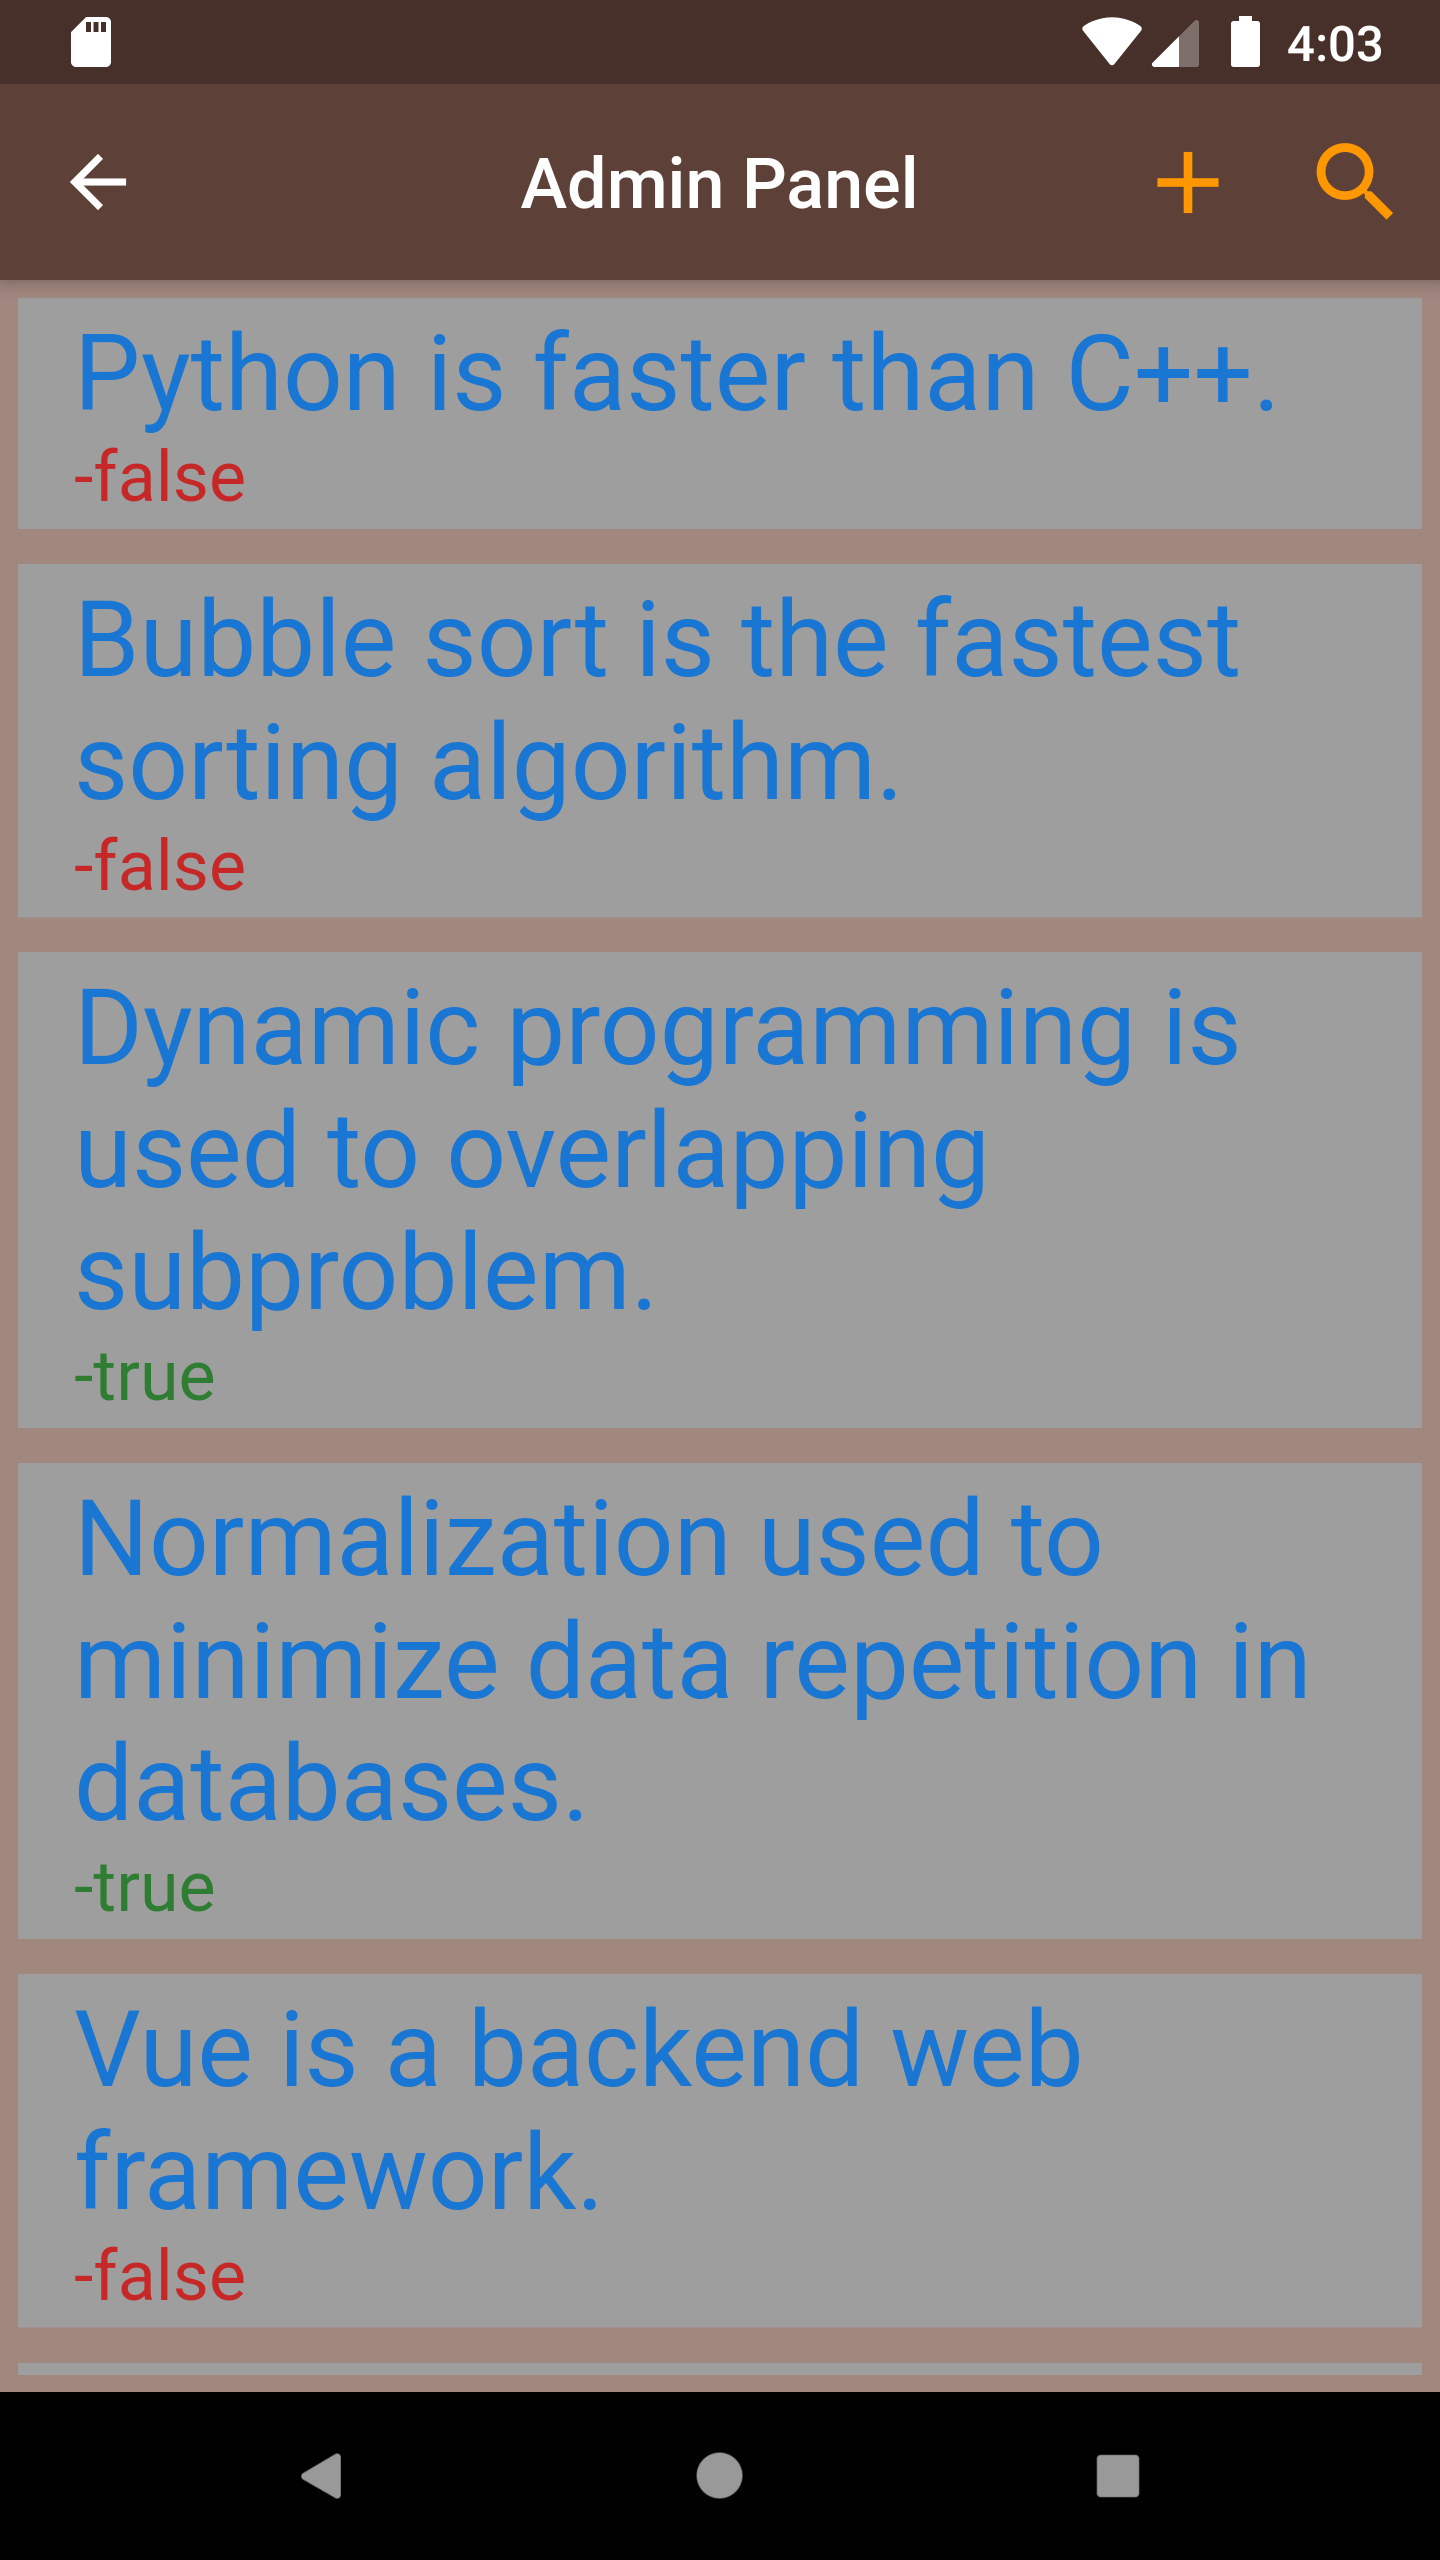 4:03
Admin Panel
Python is faster than C++.
-false
Bubble sort is the fastest
sorting algorithm.
-false
Dynamic programming is
used to overlapping
subproblem.
-true
Normalization used to
minimize data repetition in
databases.
-true
Vue is a backend web
framework.
-false